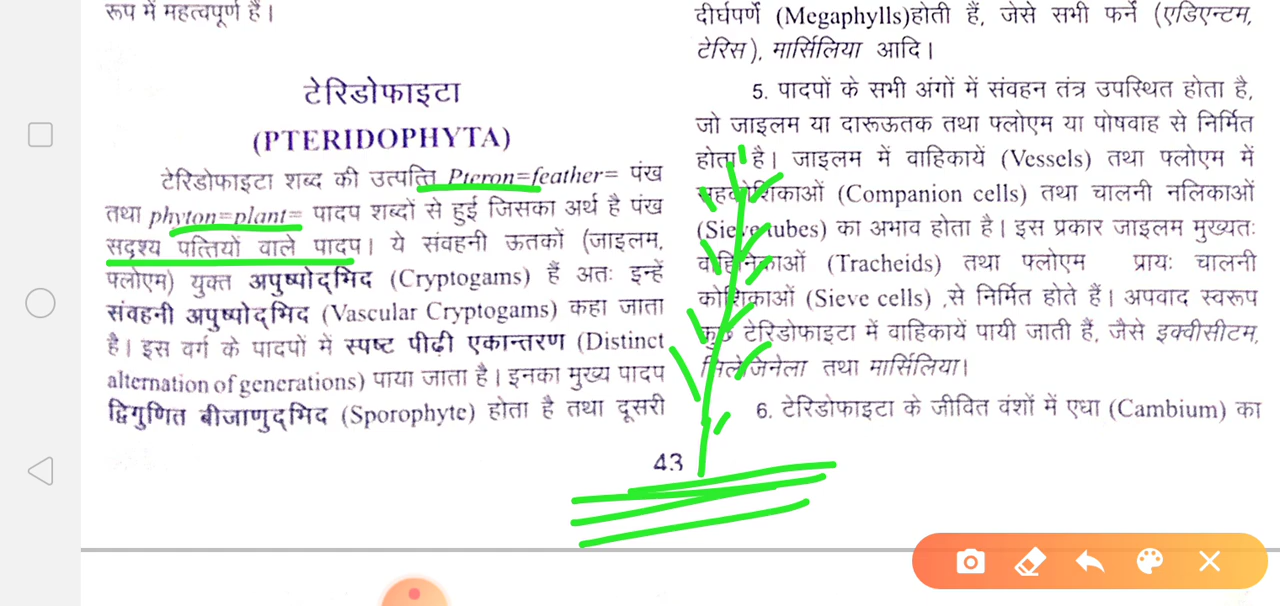 रूप में महत्वपूर्ण हैं।
टेरिडोफाइटा
(PTERIDOPHYTA)
टेरिडोफाइटा शब्द की उत्पत्ति Pteron=feather= पंख
तथा phyton=plant= पादप शब्दों से हुई जिसका अर्थ है पंख
सदृश्य पत्तियों वाले पादप। ये संवहनी ऊतकों (जाइलम,
फ्लोएम) युक्त अपुष्पोद्भिद (Cryptogams) हैं अतः इन्हें
संवहनी अपुष्पोद्भिद (Vascular Cryptogams) कहा जाता
है। इस वर्ग के पादपों में स्पष्ट पीढ़ी एकान्तरण (Distinct
alternation of generations) पाया जाता है। इनका मुख्य पादप
द्विगुणित बीजाणुद्भिद (Sporophyte) होता है तथा दूसरी
दीर्घपर्णे (Megaphylls)होती हैं, जैसे सभी फर्ने (एडिएन्टम,
टेरिस), मार्सिलिया आदि।
5. पादपों के सभी अंगों में संवहन तंत्र उपस्थित होता है,
जो जाइलम या दारूऊतक तथा फ्लोएम या पोषवाह से निर्मित
होता है। जाइलम में वाहिकायें (Vessels) तथा फ्लोएम में
सहकोशिकाओं (Companion cells) तथा चालनी नलिकाओं
(Sieve tubes) का अभाव होता है। इस प्रकार जाइलम मुख्यतः
वाहिनिकाओं (Tracheids) तथा फ्लोएम प्रायः चालनी
कोशिकाओं (Sieve cells) ,से निर्मित होते हैं। अपवाद स्वरूप
कुछ टेरिडोफाइटा में वाहिकायें पायी जाती हैं, जैसे इक्वीसीटम,
सिलेजिनेला तथा मार्सिलिया।
6. टेरिडोफाइटा के जीवित वंशों में एधा (Cambium) का
43